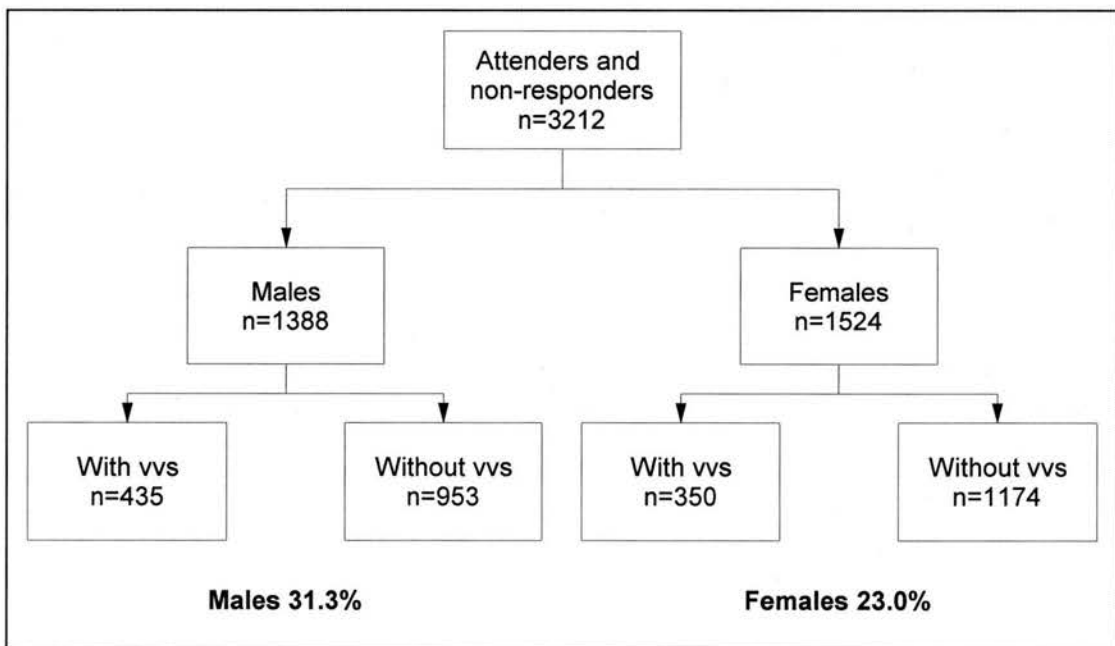 Attenders and
non-responders
n=3212
Males
n=1388
Females
n=1524
With vvs
n=435
Without vvs
n=953
With vvs
n=350
Without vvs
n=1174
Males 31.3%
Females 23.0%